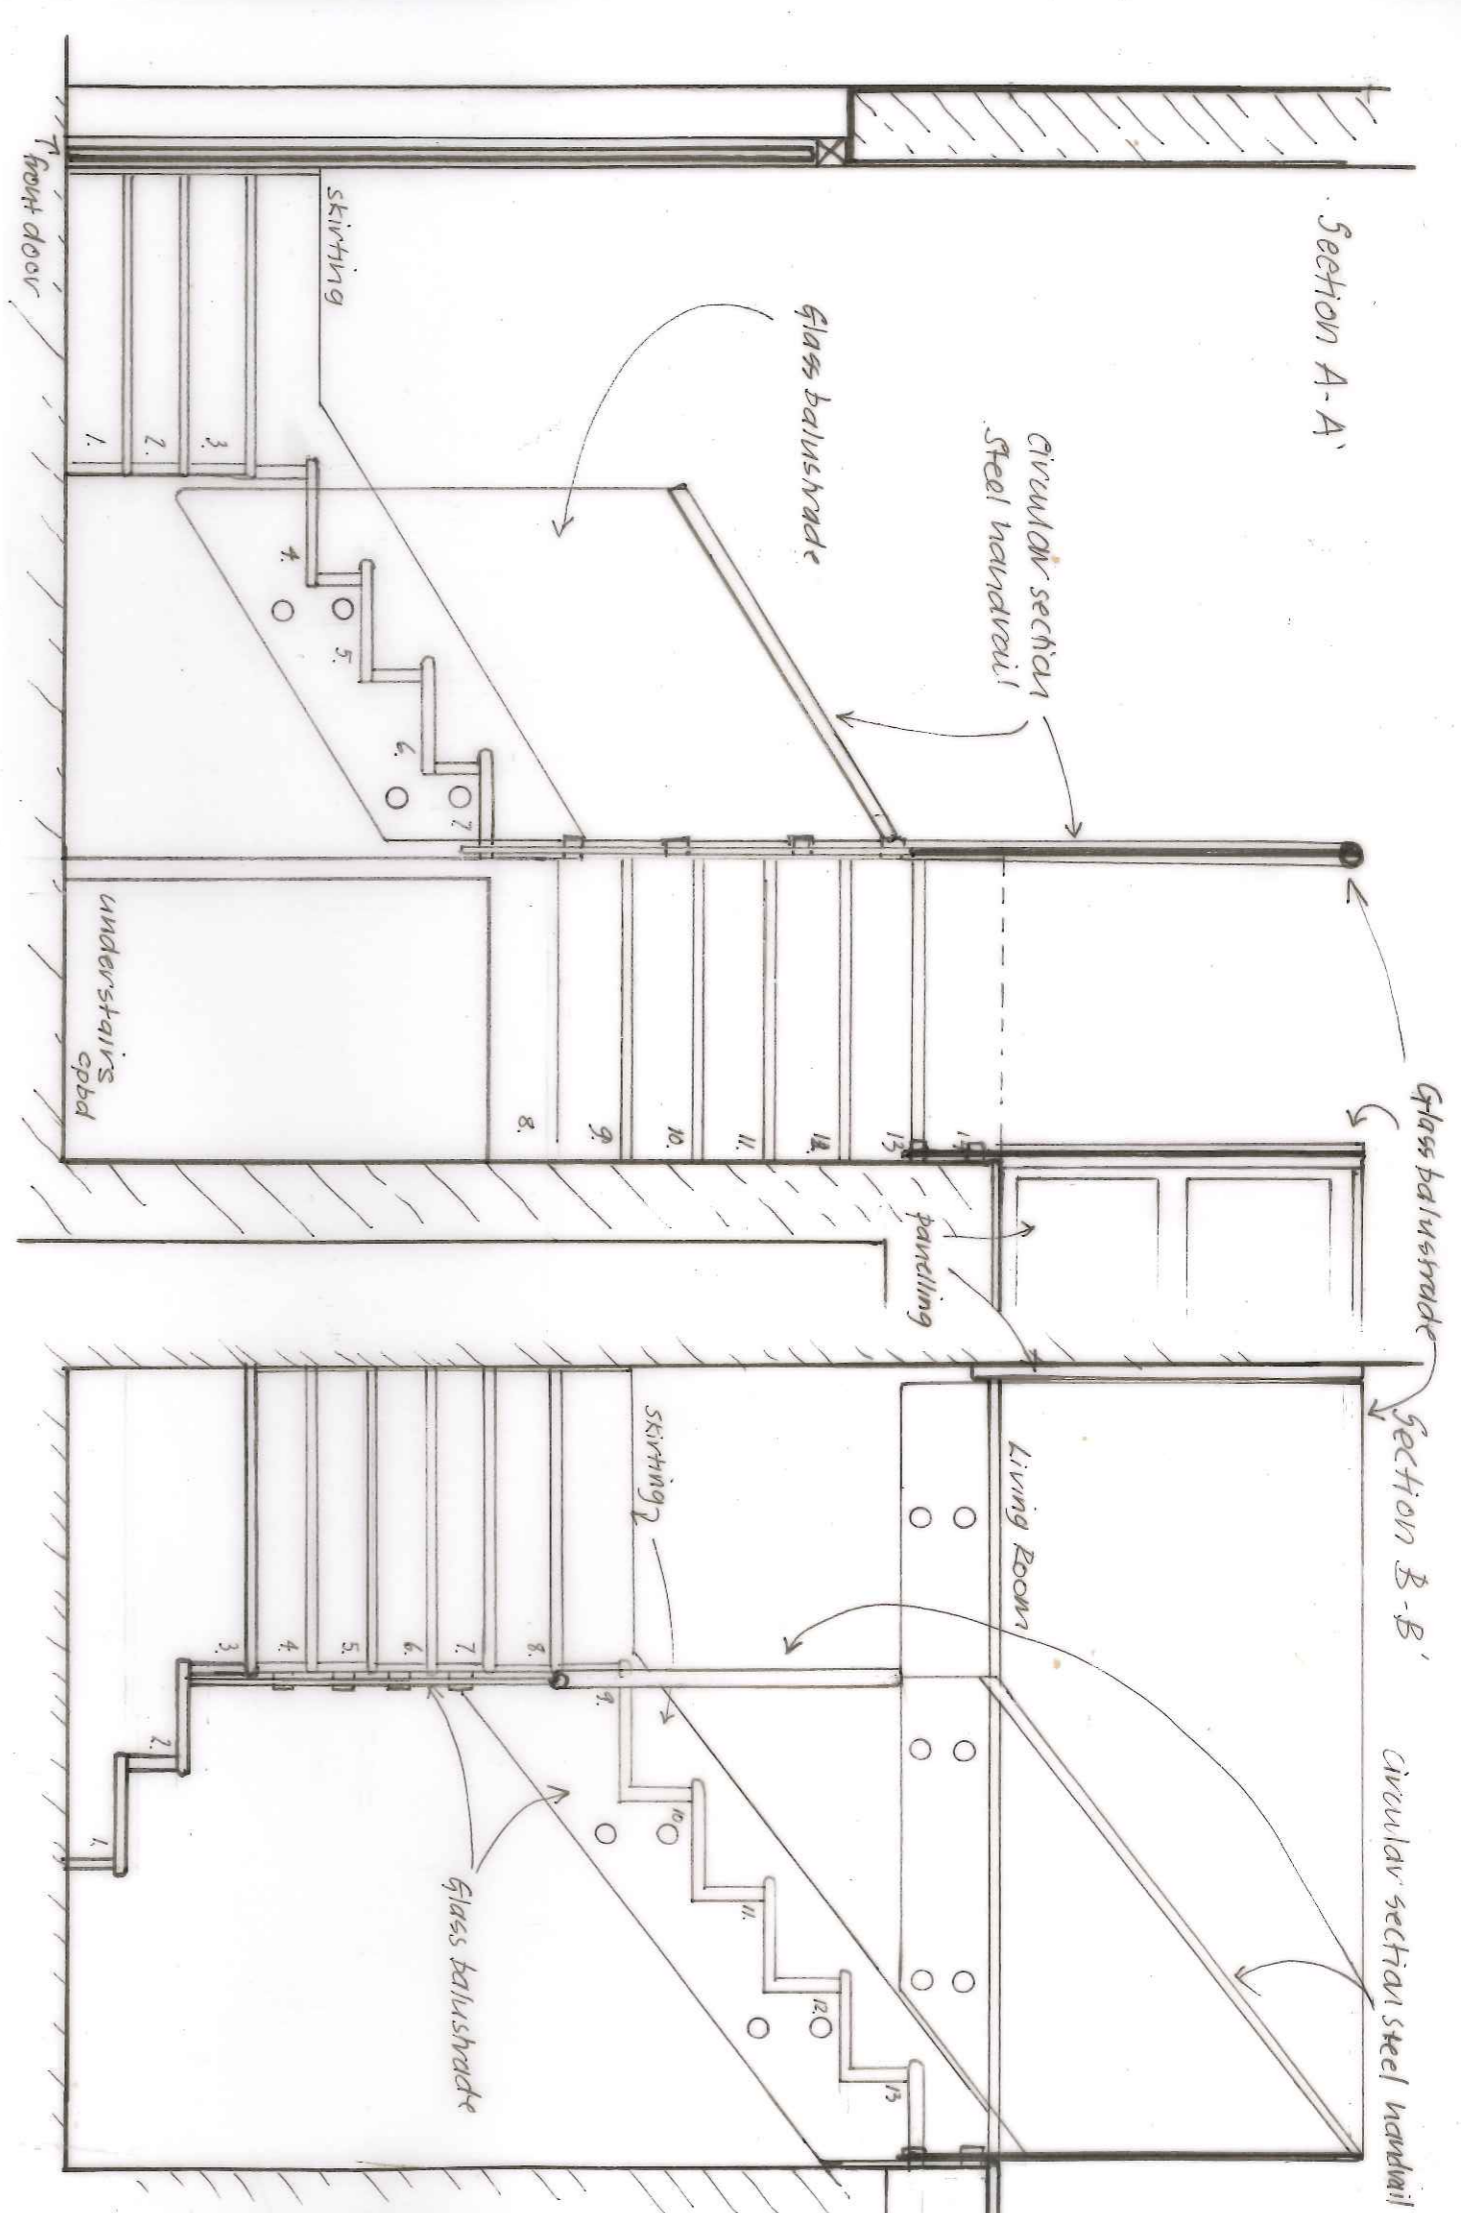 Section A-A'
Circular section
steel handrail
Glass balustrade
skirting
↑ front door
1.
2.
3.
4.
5.
6.
7.
8.
9.
10.
11.
12.
13
14
understairs
cpbd
Glass balustrade
panelling
Section B-B'
circular section steel handrail
Living Room
skirting
Glass balustrade
1.
2.
3.
4.
5.
6.
7.
8.
9.
10.
11.
12.
13